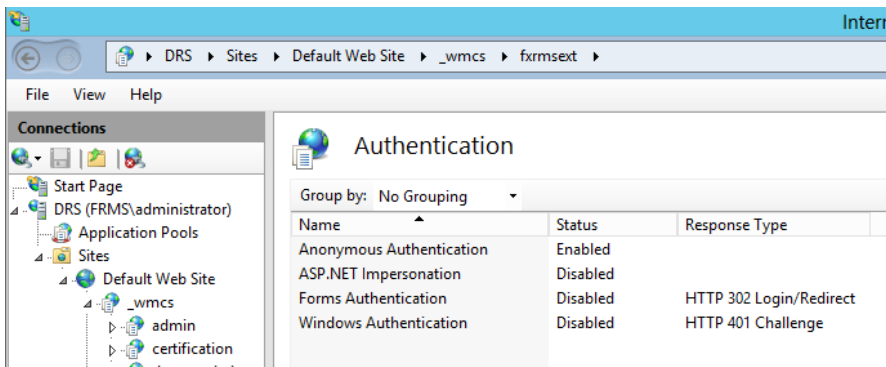 Intern
DRS Sites Default Web Site _wmcs fxrmsext
File View Help
Connections
Authentication
Start Page
Group by: No Grouping
DRS (FRMS\administrator)
Name Status Response Type
Application Pools
Anonymous Authentication Enabled
Sites
ASP.NET Impersonation Disabled
Default Web Site
Forms Authentication Disabled HTTP 302 Login/Redirect
_wmcs
Windows Authentication Disabled HTTP 401 Challenge
admin
certification